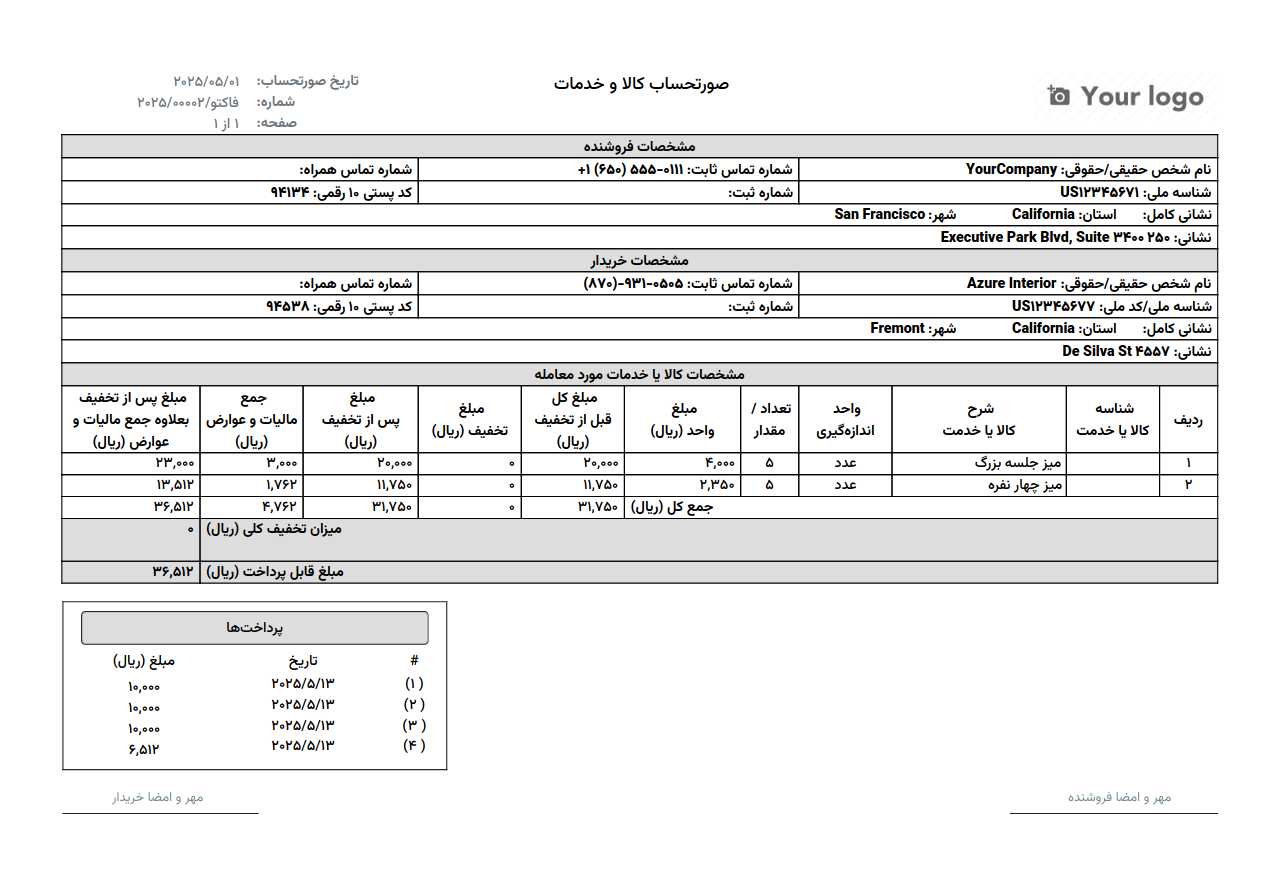 Your logo
صورتحساب کالا و خدمات
تاریخ صورتحساب: ۲۰۲۵/۰۵/۰۱
شماره: فاکتو/۲۰۲۵/۰۰۰۰۲
صفحه: ۱ از ۱
مشخصات فروشنده
نام شخص حقیقی/حقوقی: YourCompany شماره تماس ثابت: +۱ (۶۵۰) ۵۵۵-۰۱۱۱ شماره تماس همراه:
شناسه ملی: US۱۲۳۴۵۶۷۱ شماره ثبت: کد پستی ۱۰ رقمی: ۹۴۱۳۴
نشانی کامل: استان: California شهر: San Francisco
نشانی: ۲۵۰ Executive Park Blvd, Suite ۳۴۰۰
مشخصات خریدار
نام شخص حقیقی/حقوقی: Azure Interior شماره تماس ثابت: (۸۷۰)-۹۳۱-۰۵۰۵ شماره تماس همراه:
شناسه ملی/کد ملی: US۱۲۳۴۵۶۷۷ شماره ثبت: کد پستی ۱۰ رقمی: ۹۴۵۳۸
نشانی کامل: استان: California شهر: Fremont
نشانی: ۴۵۵۷ De Silva St
مشخصات کالا یا خدمات مورد معامله
ردیف شناسه کالا یا خدمت شرح کالا یا خدمت واحد اندازه‌گیری تعداد / مقدار مبلغ واحد (ریال) مبلغ کل قبل از تخفیف (ریال) مبلغ تخفیف (ریال) مبلغ پس از تخفیف (ریال) جمع مالیات و عوارض (ریال) مبلغ پس از تخفیف بعلاوه جمع مالیات و عوارض (ریال)
۱ میز جلسه بزرگ عدد ۵ ۴,۰۰۰ ۲۰,۰۰۰ ۰ ۲۰,۰۰۰ ۳,۰۰۰ ۲۳,۰۰۰
۲ میز چهار نفره عدد ۵ ۲,۳۵۰ ۱۱,۷۵۰ ۰ ۱۱,۷۵۰ ۱,۷۶۲ ۱۳,۵۱۲
جمع کل (ریال) ۳۱,۷۵۰ ۰ ۳۱,۷۵۰ ۴,۷۶۲ ۳۶,۵۱۲
میزان تخفیف کلی (ریال) ۰
مبلغ قابل پرداخت (ریال) ۳۶,۵۱۲
پرداخت‌ها
# تاریخ مبلغ (ریال)
(۱) ۲۰۲۵/۵/۱۳ ۱۰,۰۰۰
(۲) ۲۰۲۵/۵/۱۳ ۱۰,۰۰۰
(۳) ۲۰۲۵/۵/۱۳ ۱۰,۰۰۰
(۴) ۲۰۲۵/۵/۱۳ ۶,۵۱۲
مهر و امضا فروشنده مهر و امضا خریدار